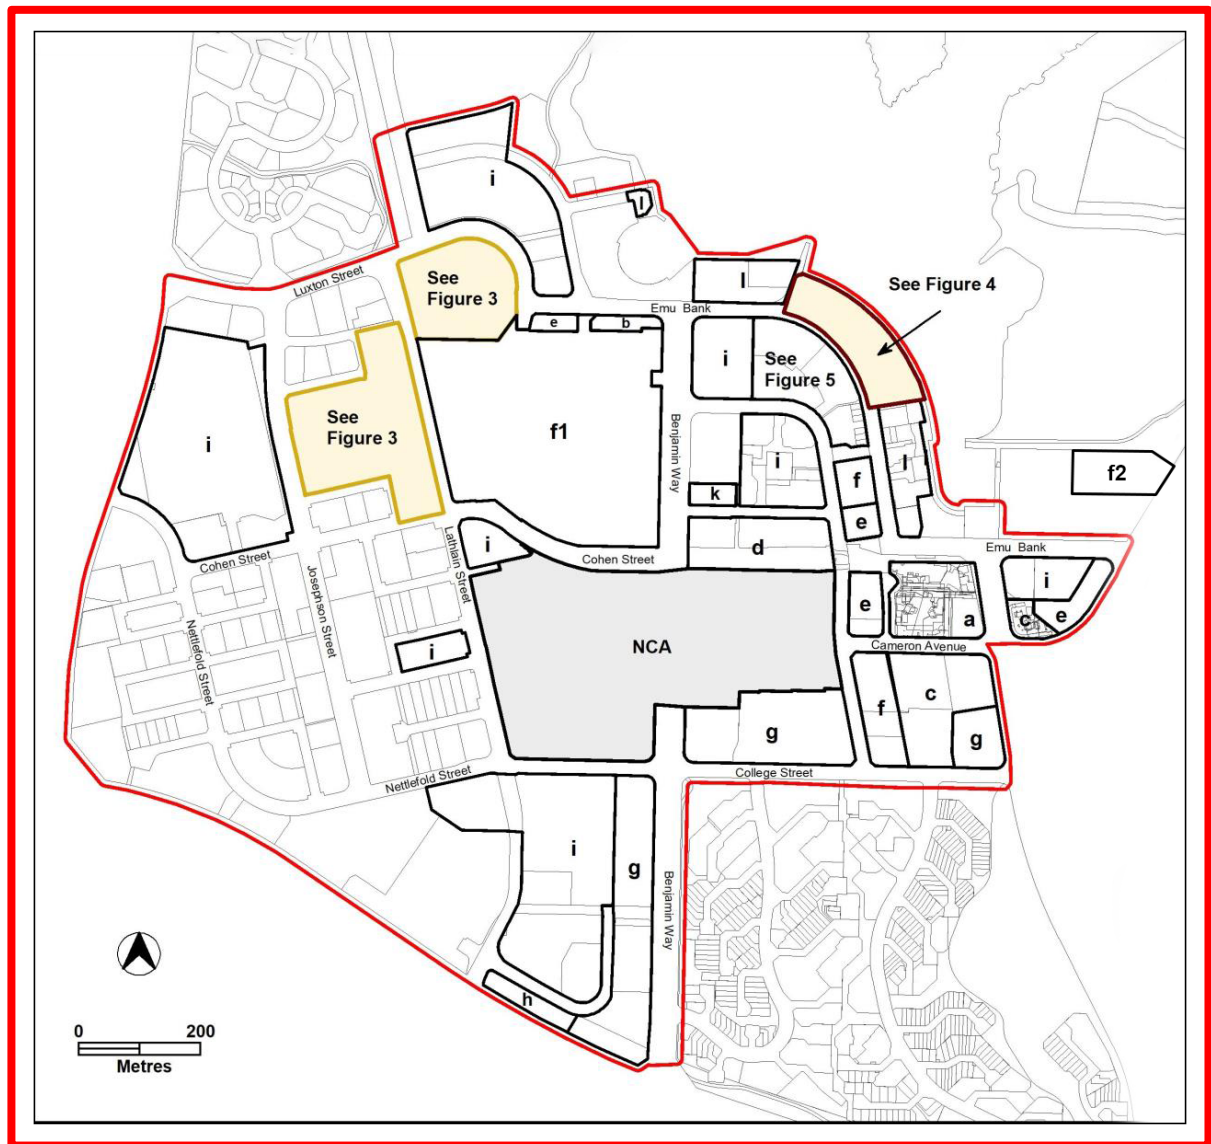 i
l
See
Figure 3
Luxton Street
l
See Figure 4
Emu Bank
e
b
i
See
Figure 5
See
Figure 3
f1
i
Benjamin Way
i
l
f2
f
k
e
Lathlain Street
i
Cohen Street
d
Emu Bank
Cohen Street
Josephson Street
i
e
a
c
e
Nettlefold Street
NCA
Cameron Avenue
i
f
c
g
g
College Street
Nettlefold Street
i
g
Benjamin Way
h
0
200
Metres